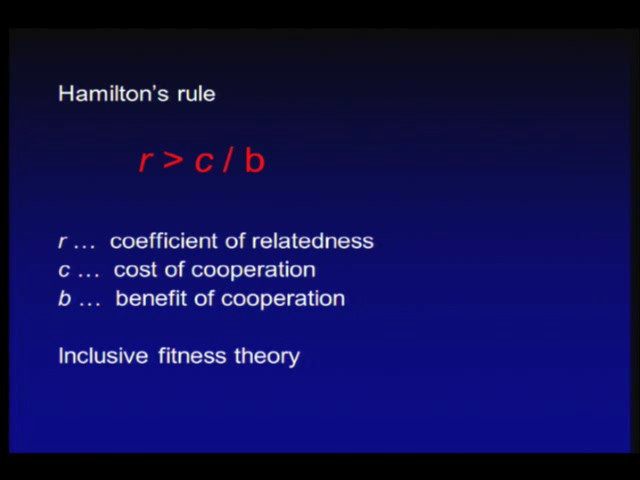 Hamilton's rule
r > c / b
r … coefficient of relatedness
c … cost of cooperation
b … benefit of cooperation
Inclusive fitness theory